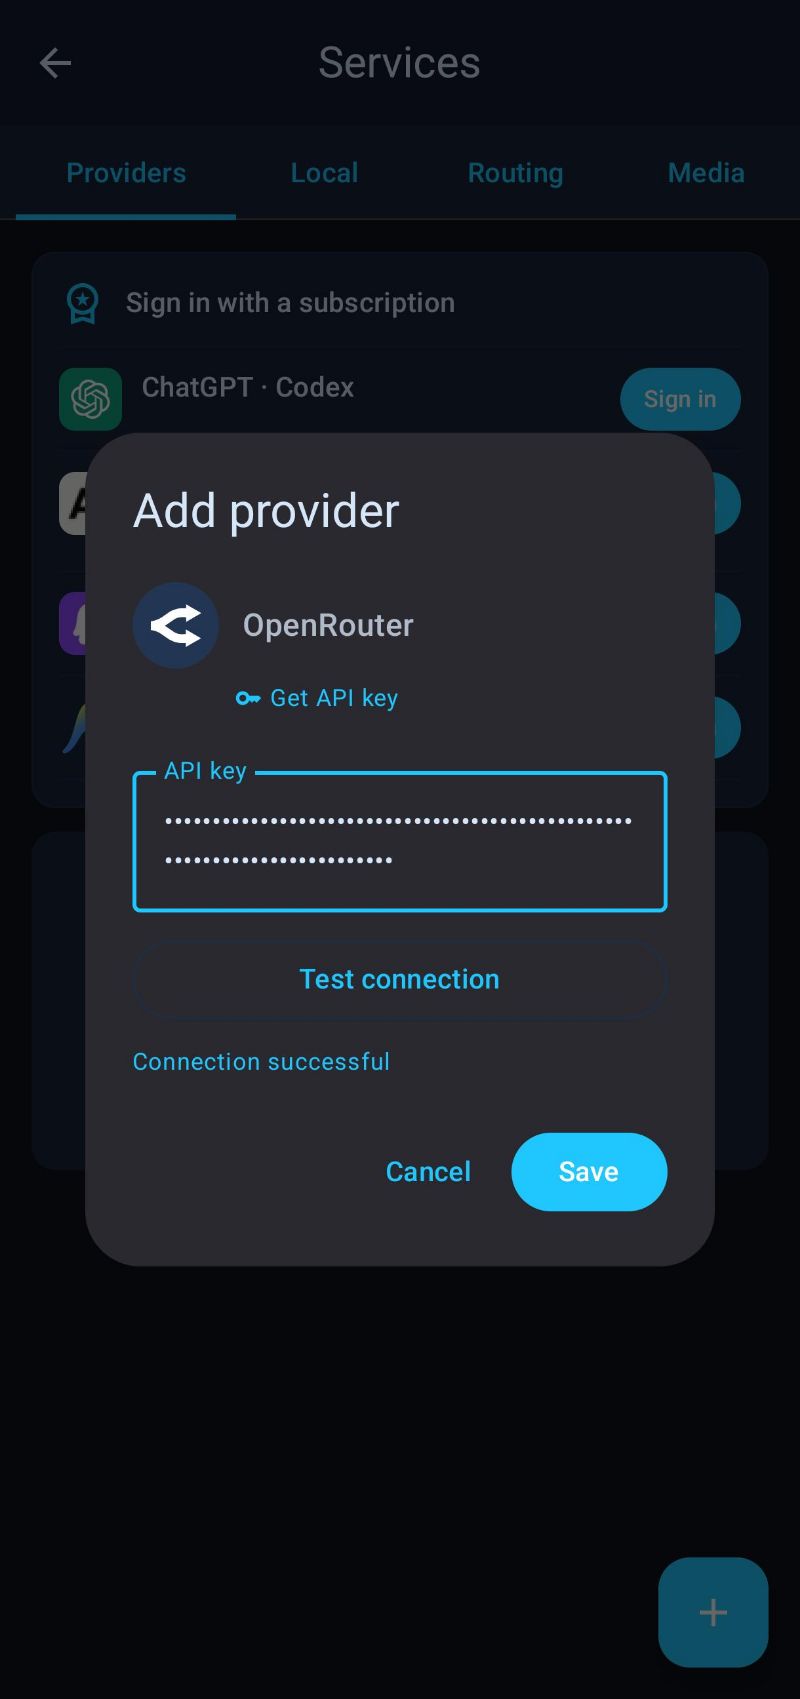 Services
Providers
Local
Routing
Media
Sign in with a subscription
ChatGPT · Codex
Sign in
Add provider
OpenRouter
Get API key
API key
•••••••••••••••••••••••••••••••••••••••••••••••••
••••••••••••••••••••••••
Test connection
Connection successful
Cancel
Save